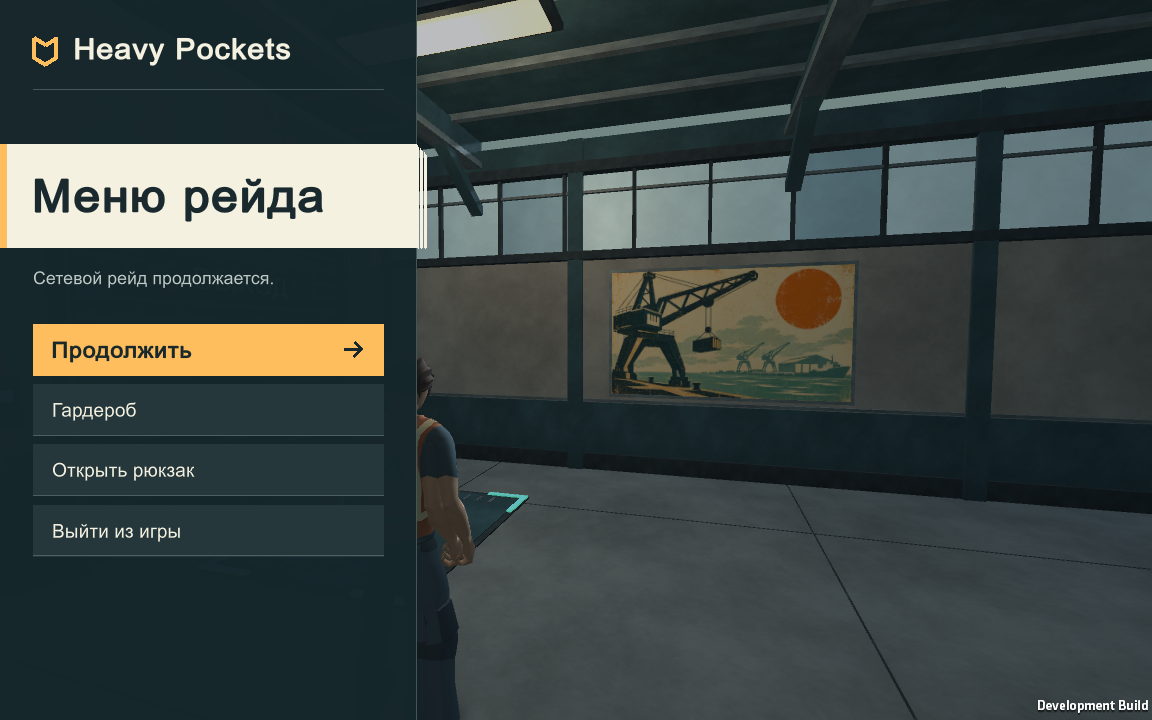 Heavy Pockets
Меню рейда
Сетевой рейд продолжается.
Продолжить
Гардероб
Открыть рюкзак
Выйти из игры
Development Build